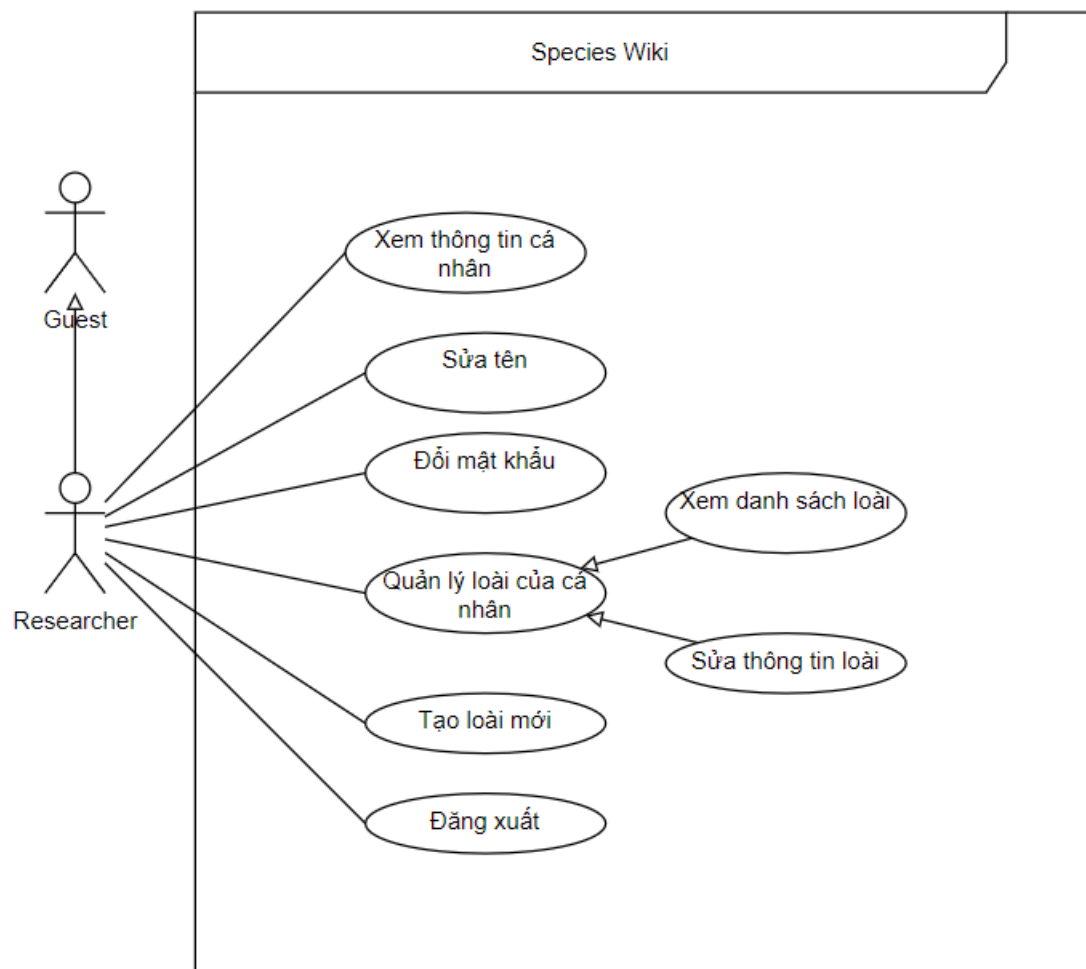 Species Wiki
Guest
Researcher
Xem thông tin cá
nhân
Sửa tên
Đổi mật khẩu
Quản lý loài của cá
nhân
Xem danh sách loài
Sửa thông tin loài
Tạo loài mới
Đăng xuất